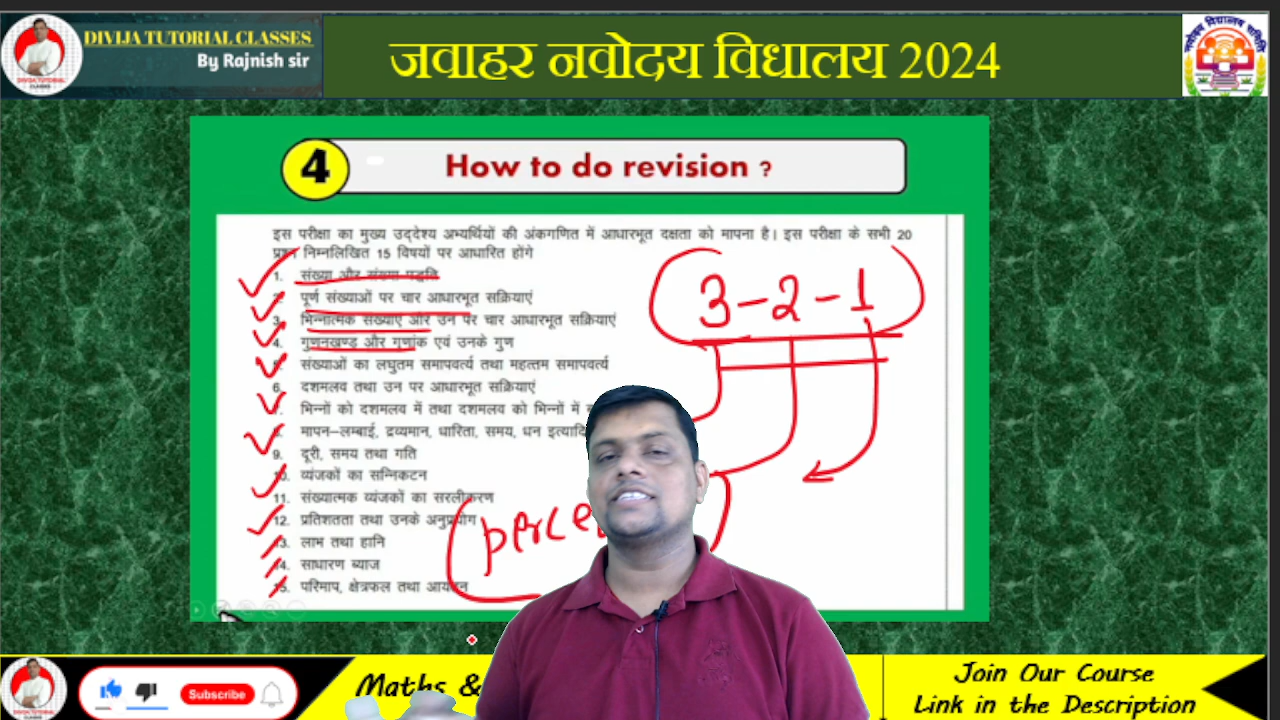 DIVIJA TUTORIAL CLASSES
By Rajnish sir
जवाहर नवोदय विधालय 2024
4 How to do revision ?
इस परीक्षा का मुख्य उद्देश्य अभ्यर्थियों की अंकगणित में आधारभूत दक्षता को मापना है। इस परीक्षा के सभी 20
प्रश्न निम्नलिखित 15 विषयों पर आधारित होंगे
1. संख्या और संख्या पद्धति
पूर्ण संख्याओं पर चार आधारभूत सक्रियाएं
3. भिन्नात्मक संख्याएं और उन पर चार आधारभूत सक्रियाएं
4. गुणनखण्ड और गुणांक एवं उनके गुण
संख्याओं का लघुतम समापवर्त्य तथा महत्तम समापवर्त्य
6. दशमलव तथा उन पर आधारभूत सक्रियाएं
भिन्नों को दशमलव में तथा दशमलव को भिन्नों में
मापन–लम्बाई, द्रव्यमान, धारिता, समय, धन इत्यादि
9. दूरी, समय तथा गति
10. व्यंजकों का सन्निकटन
11. संख्यात्मक व्यंजकों का सरलीकरण
12. प्रतिशतता तथा उनके अनुप्रयोग
13. लाभ तथा हानि
14. साधारण ब्याज
15. परिमाप, क्षेत्रफल तथा आयतन
3-2-1
Subscribe
Maths &
Join Our Course
Link in the Description